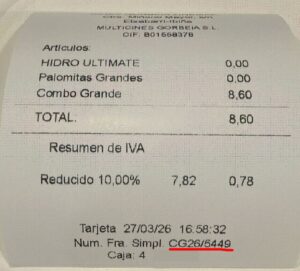 MULTICINES GORBEIA S.L.
CIF. B01568376
Artículos:
HIDRO ULTIMATE 0,00
Palomitas Grandes 0,00
Combo Grande 8,60
TOTAL. 8,60
Resumen de IVA
Reducido 10,00% 7,82 0,78
Tarjeta 27/03/26 16:58:32
Num. Fra. Simpl. CG26/5449
Caja: 4